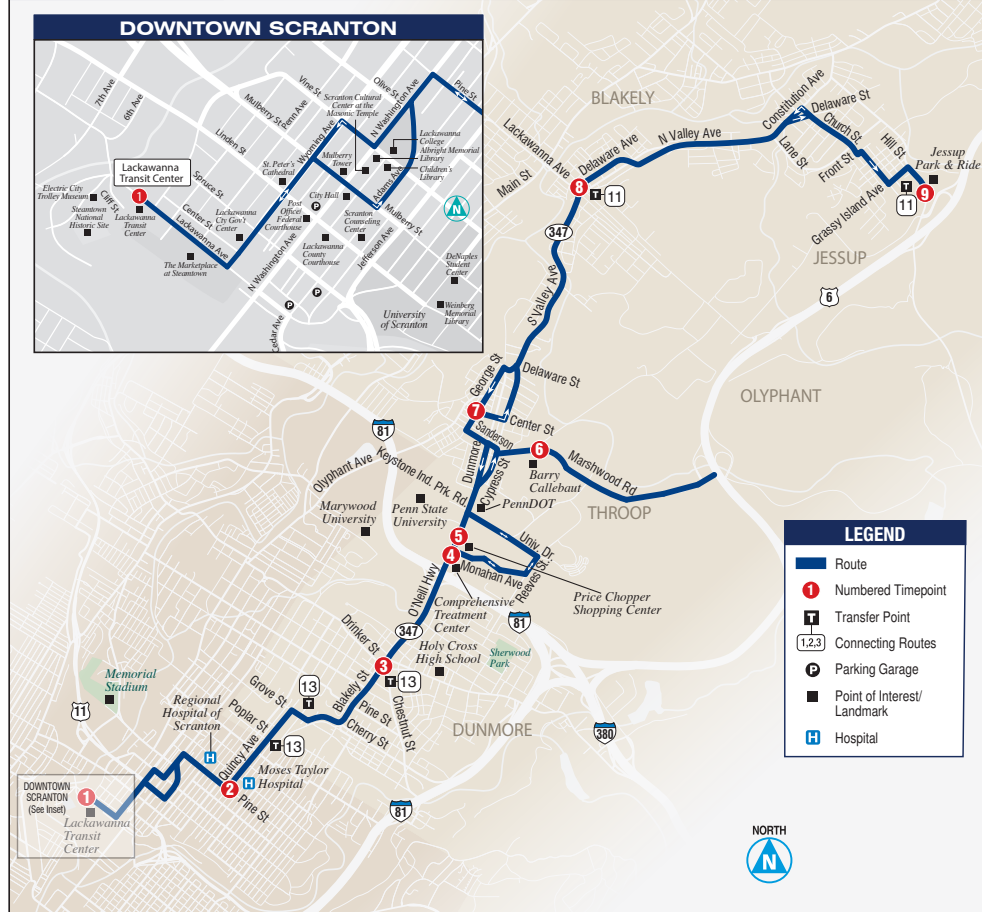 DOWNTOWN SCRANTON
7th Ave
6th Ave
Vine St
Mulberry St
Penn Ave
Linden St
Olive St
Scranton Cultural
Center at the
Masonic Temple
N Washington Ave
Pine St
Wyoming Ave
Lackawanna
College
Albright Memorial
Library
Children's
Library
Mulberry
Tower
St. Peter's
Cathedral
Lackawanna
Transit Center
1
Spruce St
City Hall
Adams Ave
Electric City
Trolley Museum
Cliff St
Steamtown
National
Historic Site
Lackawanna
Transit
Center
Center St
Lackawanna Ave
Lackawanna
Cty Gov't
Center
Post
Office/
Federal
Courthouse
P
Scranton
Counseling
Center
Mulberry St
N
Jefferson Ave
Lackawanna
County
Courthouse
N Washington Ave
The Marketplace
at Steamtown
DeNaples
Student
Center
P
P
Cedar Ave
University
of Scranton
Weinberg
Memorial
Library
BLAKELY
Constitution Ave
Delaware St
Church St.
N Valley Ave
Lackawanna Ave
Delaware Ave
Main St
Lane St
Front St
Hill St
Jessup
Park & Ride
8
T
11
T
11
9
Grassy Island Ave
JESSUP
347
6
S Valley Ave
George St
Delaware St
OLYPHANT
7
Center St
Sanderson
81
6
Dunmore
Cypress St
Marshwood Rd
Barry
Callebaut
Olyphant Ave
Keystone Ind. Prk. Rd.
PennDOT
THROOP
Marywood
University
Penn State
University
5
4
Univ. Dr.
Monahan Ave
Reeves St.
Price Chopper
Shopping Center
Comprehensive
Treatment
Center
O'Neill Hwy
81
347
Drinker St
Holy Cross
High School
Sherwood
Park
3
T
13
Memorial
Stadium
11
Regional
Hospital of
Scranton
Grove St
13
T
Blakely St
Pine St
Cherry St
Chestnut St
DUNMORE
380
Poplar St
T
13
H
Quincy Ave
Moses Taylor
Hospital
H
2
Pine St
81
DOWNTOWN
SCRANTON
(See Inset)
1
Lackawanna
Transit
Center
LEGEND
Route
1
Numbered Timepoint
T
Transfer Point
1,2,3
Connecting Routes
P
Parking Garage
Point of Interest/
Landmark
H
Hospital
NORTH
N